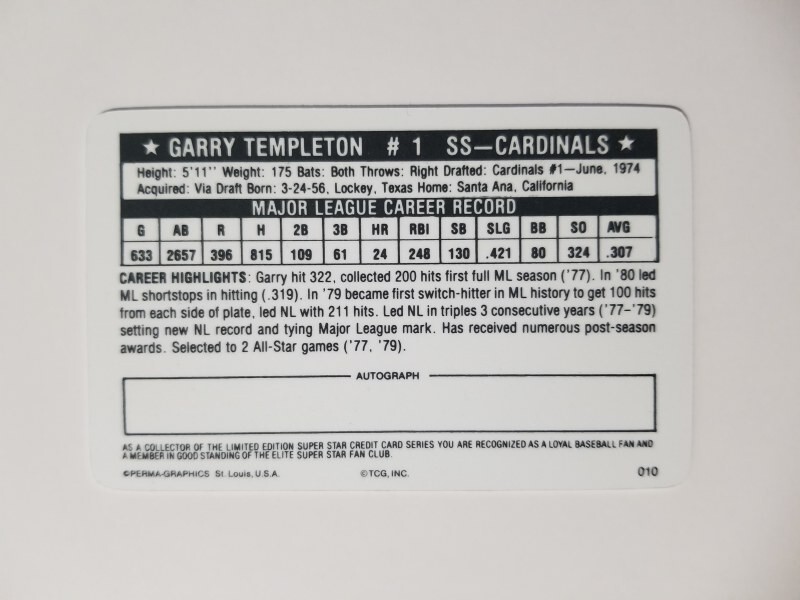 ★ GARRY TEMPLETON # 1 SS—CARDINALS ★
Height: 5'11'' Weight: 175 Bats: Both Throws: Right Drafted: Cardinals #1—June, 1974
Acquired: Via Draft Born: 3-24-56, Lockey, Texas Home: Santa Ana, California
MAJOR LEAGUE CAREER RECORD
G AB R H 2B 3B HR RBI SB SLG BB SO AVG
633 2657 396 815 109 61 24 248 130 .421 80 324 .307
CAREER HIGHLIGHTS: Garry hit 322, collected 200 hits first full ML season ('77). In '80 led
ML shortstops in hitting (.319). In '79 became first switch-hitter in ML history to get 100 hits
from each side of plate, led NL with 211 hits. Led NL in triples 3 consecutive years ('77-'79)
setting new NL record and tying Major League mark. Has received numerous post-season
awards. Selected to 2 All-Star games ('77, '79).
AUTOGRAPH
AS A COLLECTOR OF THE LIMITED EDITION SUPER STAR CREDIT CARD SERIES YOU ARE RECOGNIZED AS A LOYAL BASEBALL FAN AND
A MEMBER IN GOOD STANDING OF THE ELITE SUPER STAR FAN CLUB.
©PERMA-GRAPHICS St. Louis, U.S.A. ©TCG, INC. 010